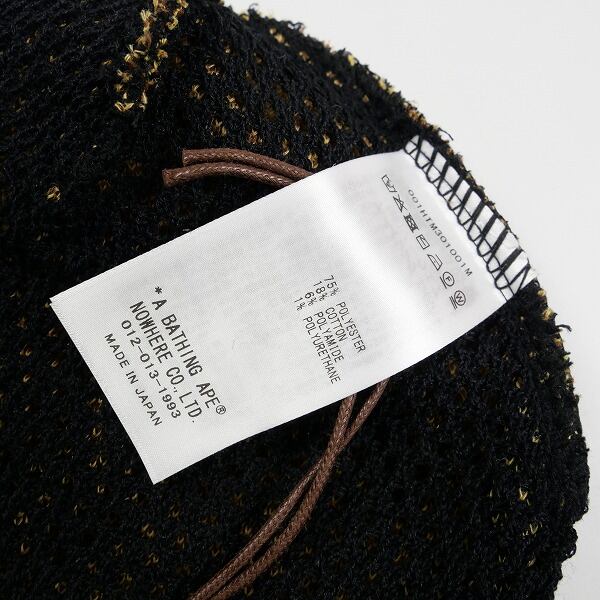 001HTM301001M
75% POLYESTER
18% COTTON
6% POLYAMIDE
1% POLYURETHANE
* A BATHING APE®
NOWHERE CO., LTD.
012-013-1993
MADE IN JAPAN